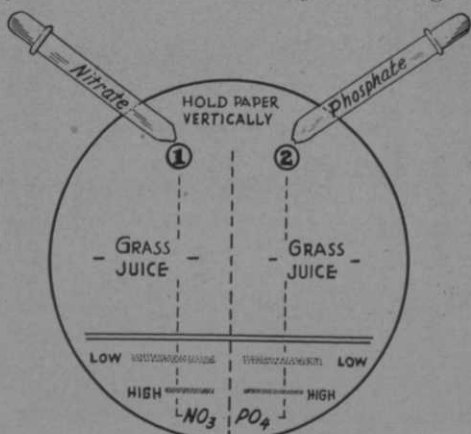 Nitrate
Phosphate
HOLD PAPER
VERTICALLY
1
2
GRASS
JUICE
GRASS
JUICE
LOW
LOW
HIGH
HIGH
NO3
PO4